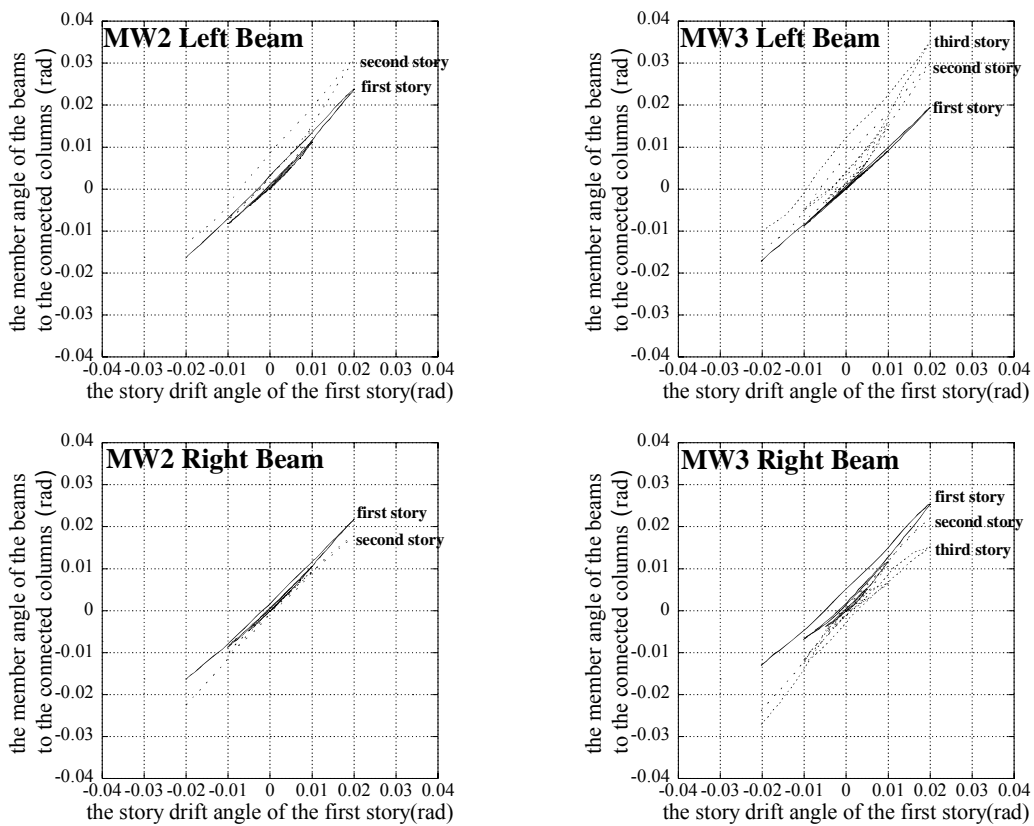 MW2 Left Beam
the member angle of the beams
to the connected columns (rad)
0.04
0.03
0.02
0.01
0
-0.01
-0.02
-0.03
-0.04
second story
first story
-0.04 -0.03 -0.02 -0.01 0 0.01 0.02 0.03 0.04
the story drift angle of the first story(rad)
MW3 Left Beam
the member angle of the beams
to the connected columns (rad)
0.04
0.03
0.02
0.01
0
-0.01
-0.02
-0.03
-0.04
third story
second story
first story
-0.04 -0.03 -0.02 -0.01 0 0.01 0.02 0.03 0.04
the story drift angle of the first story(rad)
MW2 Right Beam
the member angle of the beams
to the connected columns (rad)
0.04
0.03
0.02
0.01
0
-0.01
-0.02
-0.03
-0.04
first story
second story
-0.04 -0.03 -0.02 -0.01 0 0.01 0.02 0.03 0.04
the story drift angle of the first story(rad)
MW3 Right Beam
the member angle of the beams
to the connected columns (rad)
0.04
0.03
0.02
0.01
0
-0.01
-0.02
-0.03
-0.04
first story
second story
third story
-0.04 -0.03 -0.02 -0.01 0 0.01 0.02 0.03 0.04
the story drift angle of the first story(rad)